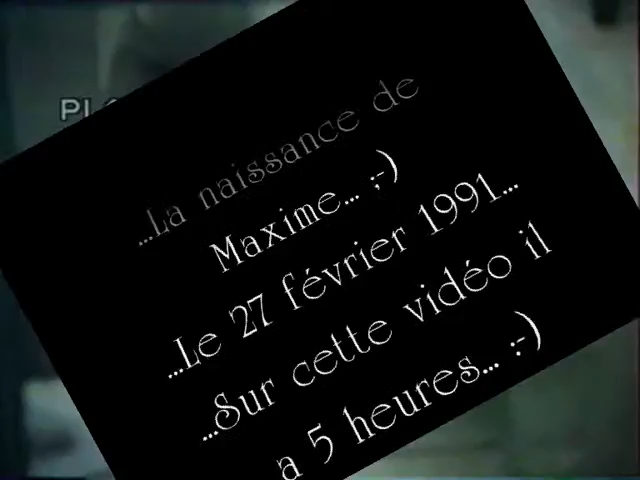 ...La naissance de
Maxime... ;-)
...Le 27 février 1991...
...Sur cette vidéo il
a 5 heures... :-)